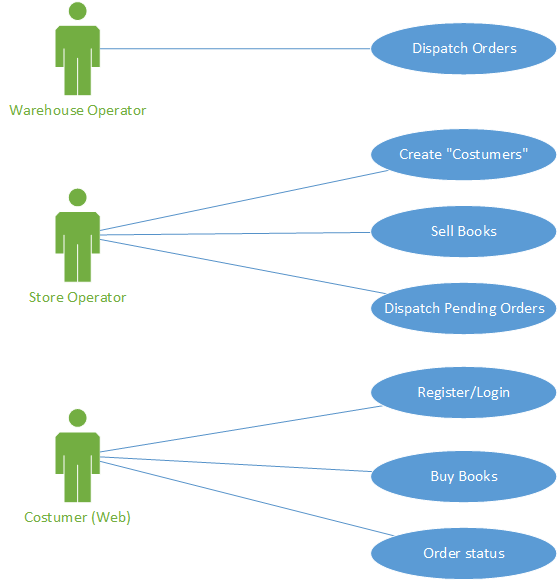 Dispatch Orders
Warehouse Operator
Create "Costumers"
Sell Books
Store Operator
Dispatch Pending Orders
Register/Login
Buy Books
Costumer (Web)
Order status